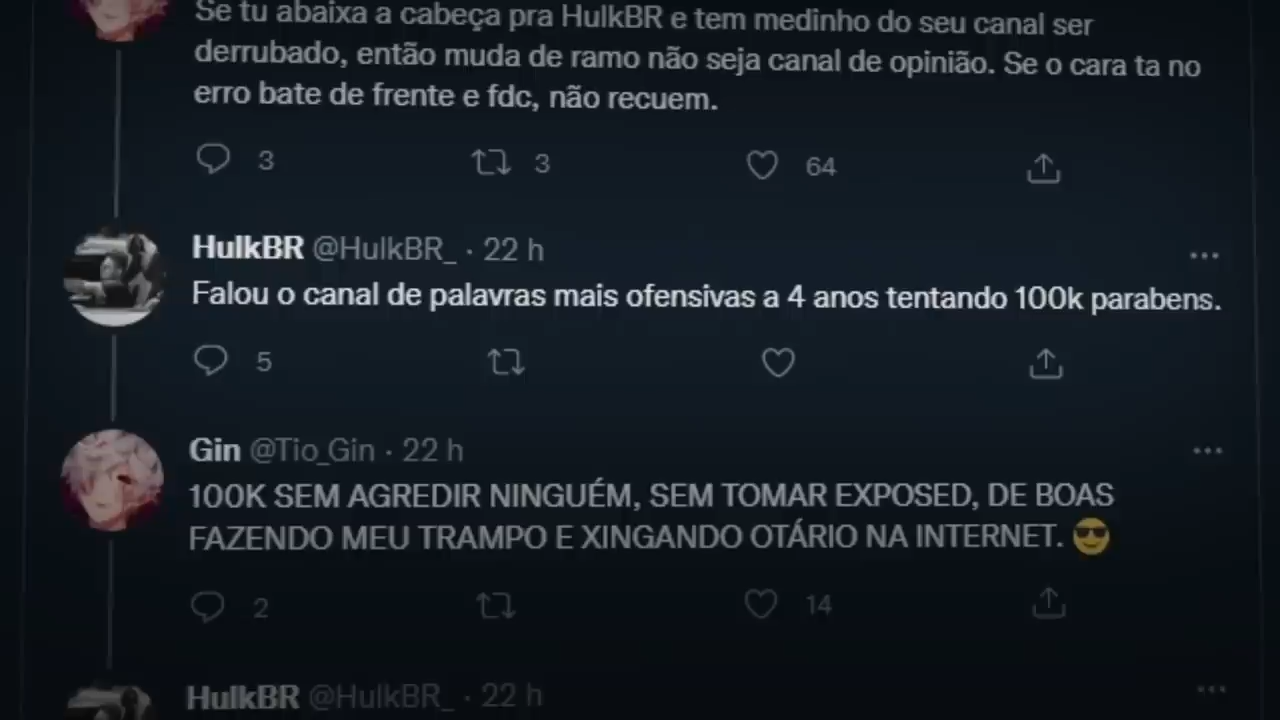 Se tu abaixa a cabeça pra HulkBR e tem medinho do seu canal ser
derrubado, então muda de ramo não seja canal de opinião. Se o cara ta no
erro bate de frente e fdc, não recuem.
3 3 64
HulkBR @HulkBR_ · 22 h
Falou o canal de palavras mais ofensivas a 4 anos tentando 100k parabens.
5
Gin @Tio_Gin · 22 h
100K SEM AGREDIR NINGUÉM, SEM TOMAR EXPOSED, DE BOAS
FAZENDO MEU TRAMPO E XINGANDO OTÁRIO NA INTERNET. 😎
2 14
HulkBR @HulkBR_ · 22 h